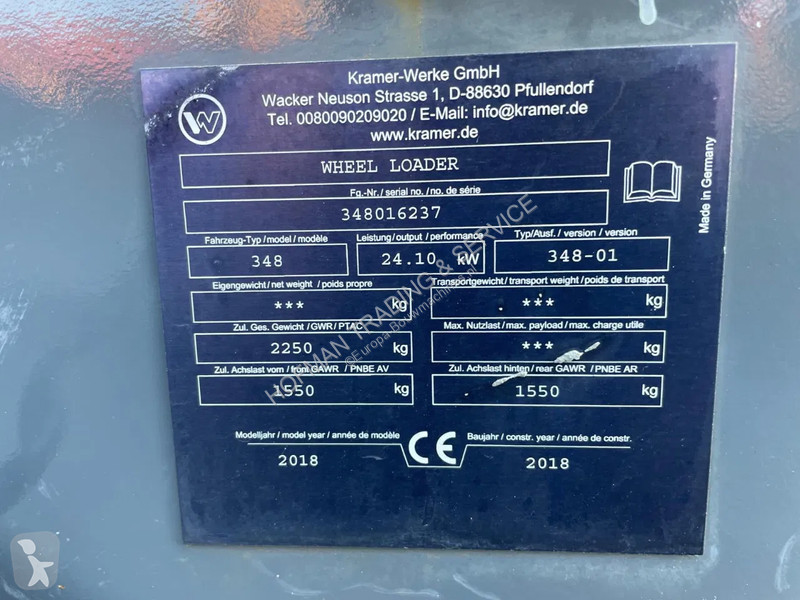 Kramer-Werke GmbH
Wacker Neuson Strasse 1, D-88630 Pfullendorf
Tel. 0080090209020 / E-Mail: info@kramer.de
www.kramer.de
WHEEL LOADER
Made in Germany
Fg.-Nr. / serial no. / no. de série
348016237
Fahrzeug-Typ / model / modèle Leistung / output / performance Typ/Ausf. / version / version
348 24.10 kW 348-01
Eigengewicht / net weight / poids propre Transportgewicht / transport weight / poids de transport
*** kg *** kg
Zul. Ges. Gewicht / GWR / PTAC Max. Nutzlast / max. payload / max. charge utile
2250 kg *** kg
Zul. Achslast vorn / front GAWR / PNBE AV Zul. Achslast hinten / rear GAWR / PNBE AR
1550 kg 1550 kg
Modelljahr / model year / année de modèle CE Baujahr / constr. year / année de constr.
2018 2018
HOPMAN TRADING & SERVICE
©Europa-Bouwmachines.nl